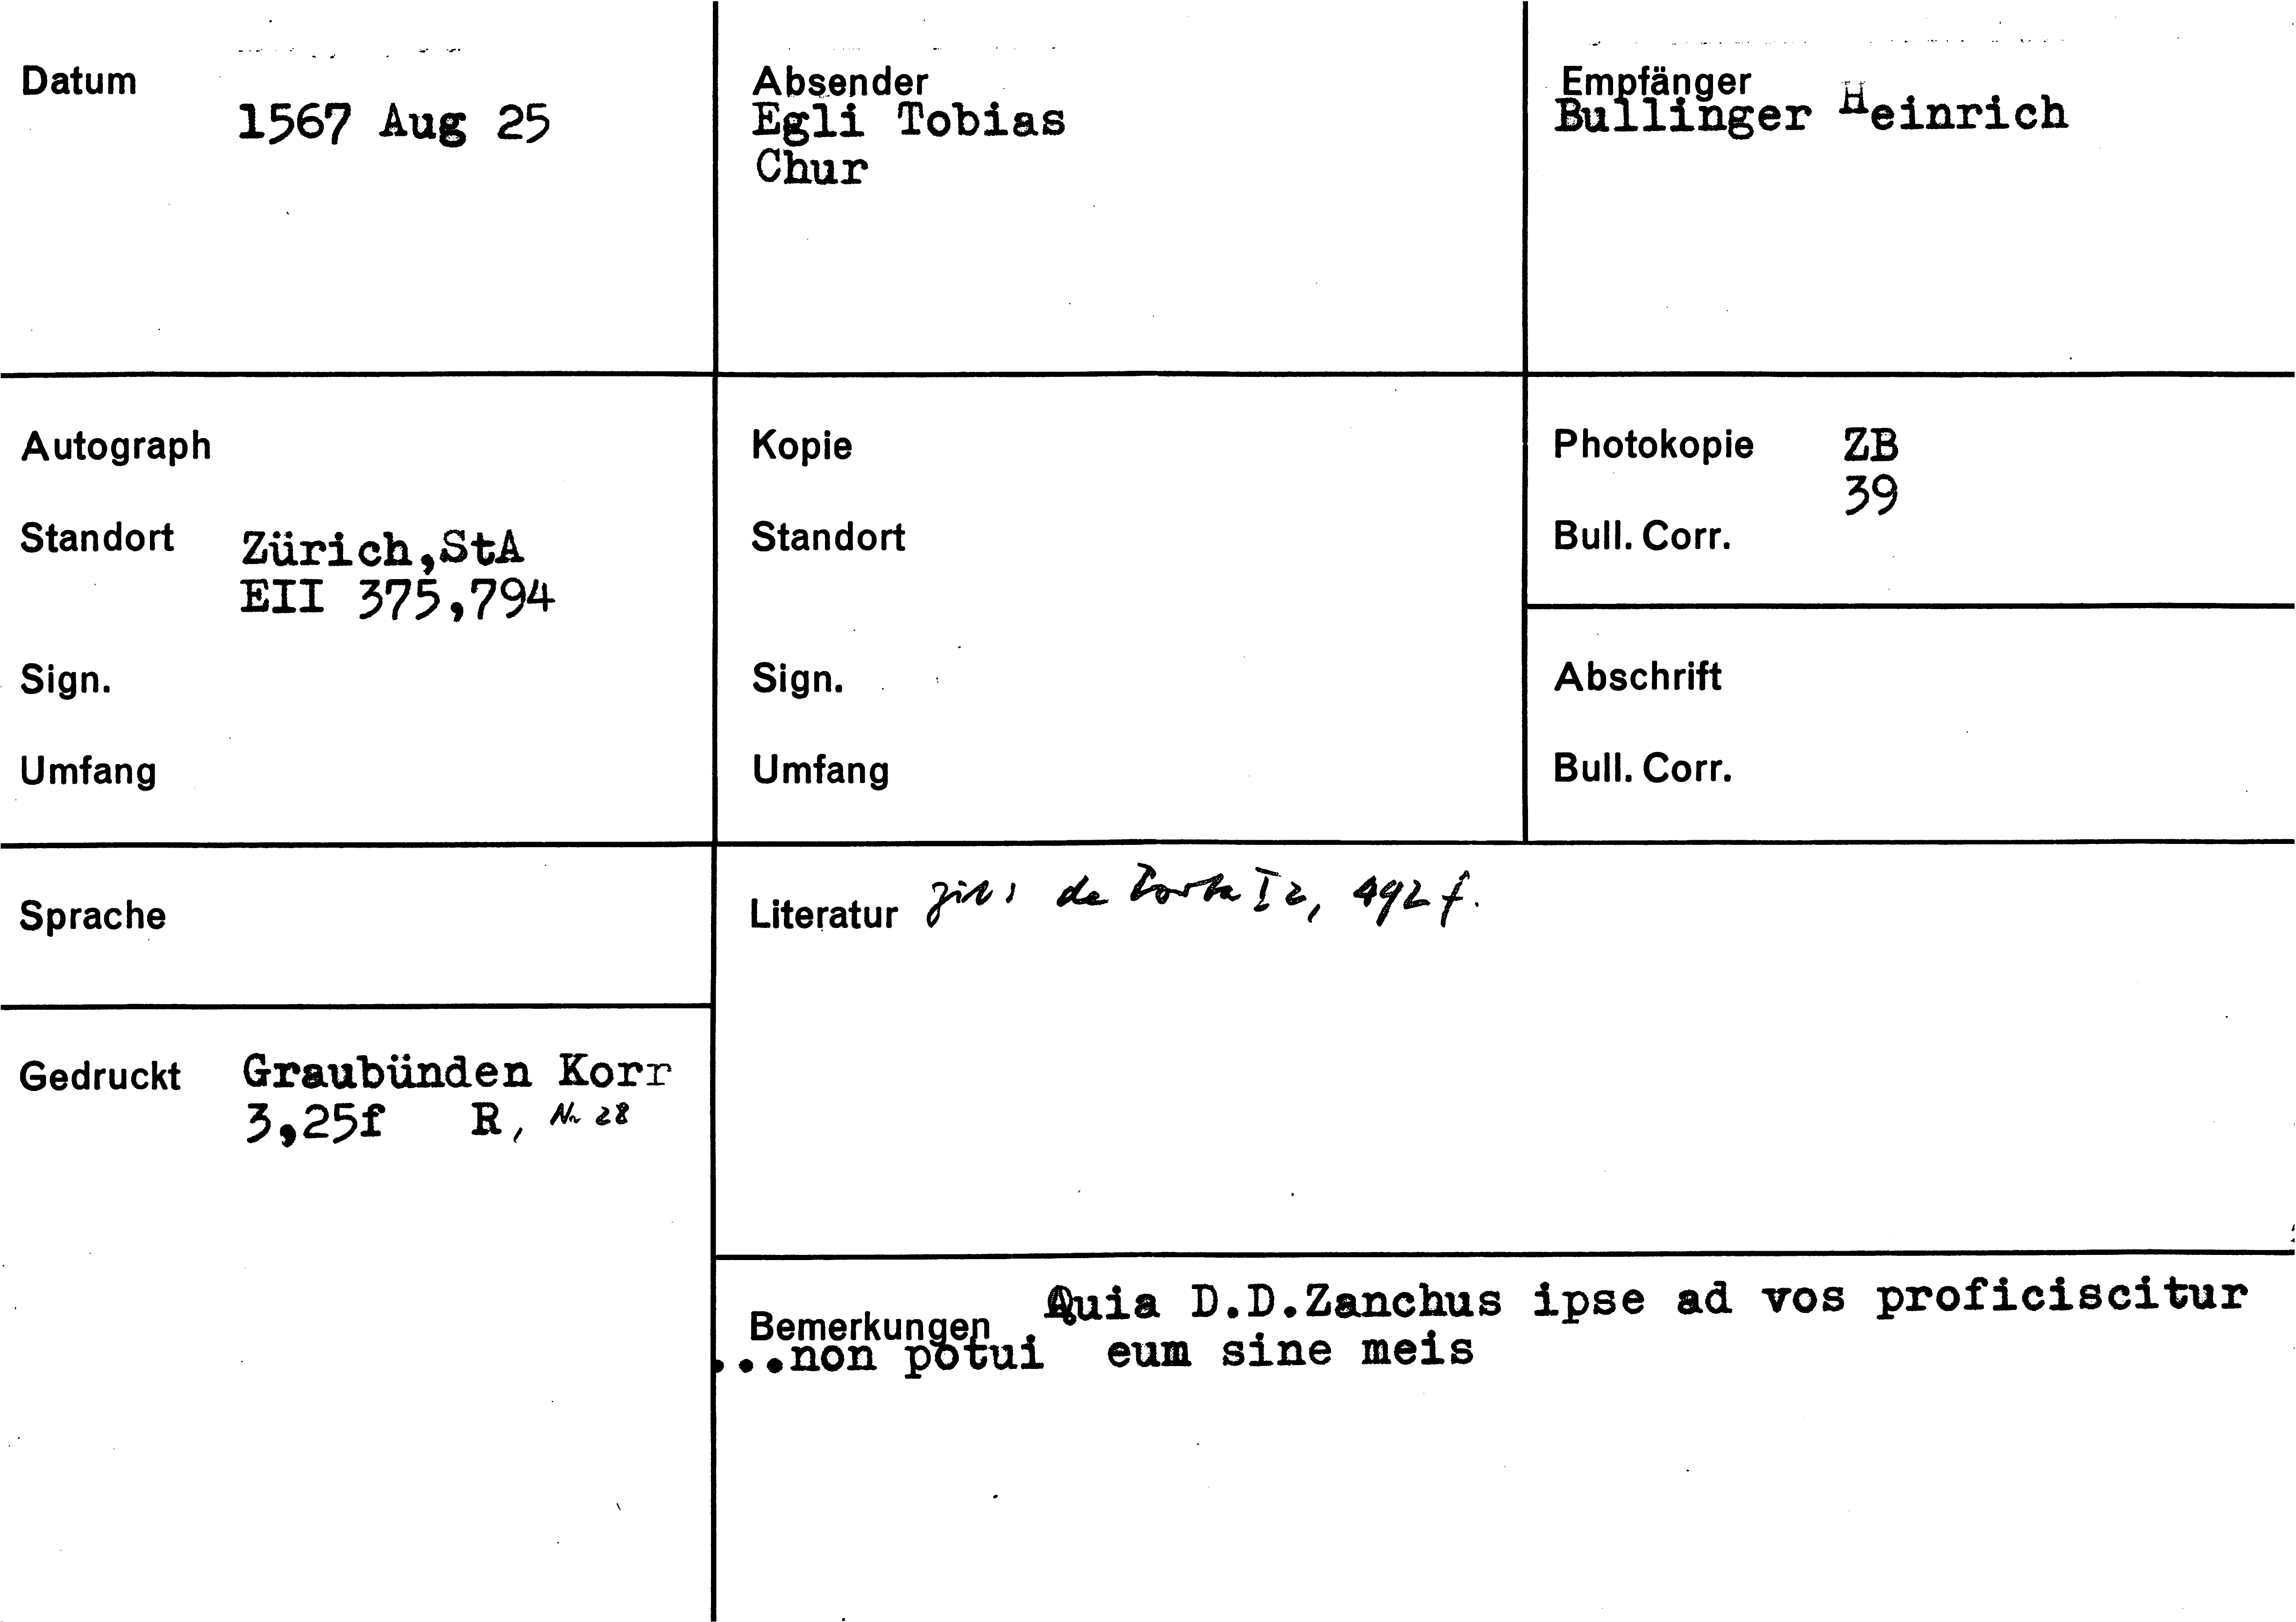 Datum
1567 Aug 25
Absender
Egli Tobias
Chur
Empfänger
Bullinger Heinrich
Autograph
Standort Zürich,StA
EII 375,794
Sign.
Umfang
Kopie
Standort
Sign.
Umfang
Photokopie ZB
39
Bull. Corr.
Abschrift
Bull. Corr.
Sprache
Literatur de Porta I 2, 492 f.
Gedruckt Graubünden Korr
3,25f R, Nr 28
Bemerkungen Quia D.D.Zanchus ipse ad vos proficiscitur
...non potui eum sine meis